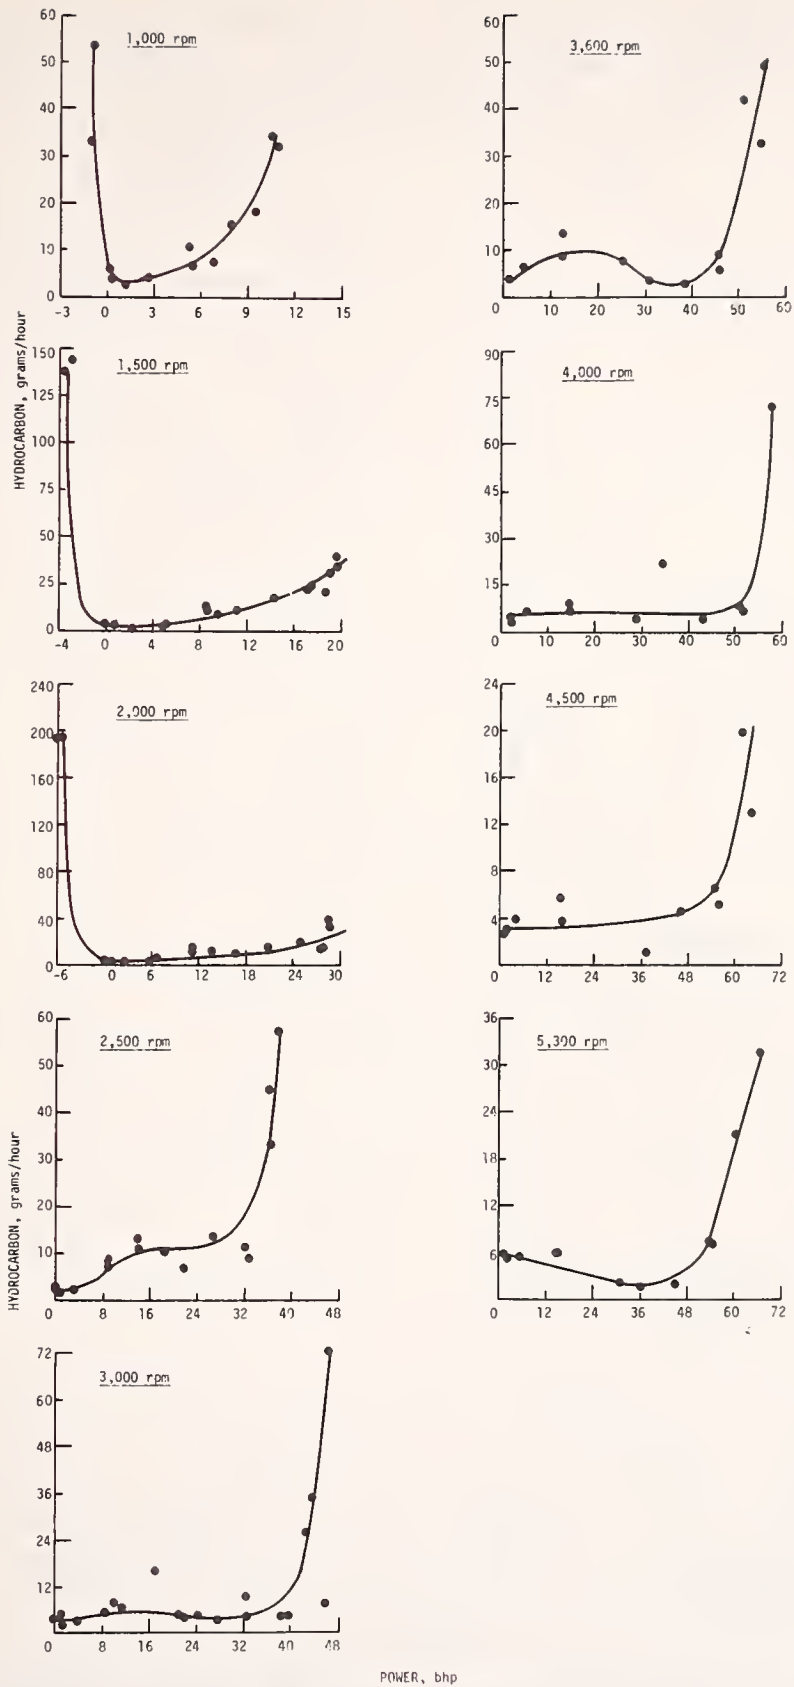 1,000 rpm
60
50
40
30
20
10
0
-3 0 3 6 9 12 15
3,600 rpm
60
50
40
30
20
10
0
0 10 20 30 40 50 60
HYDROCARBON, grams/hour
1,500 rpm
150
125
100
75
50
25
0
-4 0 4 8 12 16 20
4,000 rpm
90
75
60
45
30
15
0
0 10 20 30 40 50 60
2,000 rpm
240
200
160
120
80
40
0
-6 0 6 12 18 24 30
4,500 rpm
24
20
16
12
8
4
0
0 12 24 36 48 60 72
HYDROCARBON, grams/hour
2,500 rpm
60
50
40
30
20
10
0 8 16 24 32 40 48
5,300 rpm
36
30
24
18
12
6
0 12 24 36 48 60 72
3,000 rpm
72
60
48
36
24
12
0 8 16 24 32 40 48
POWER, bhp